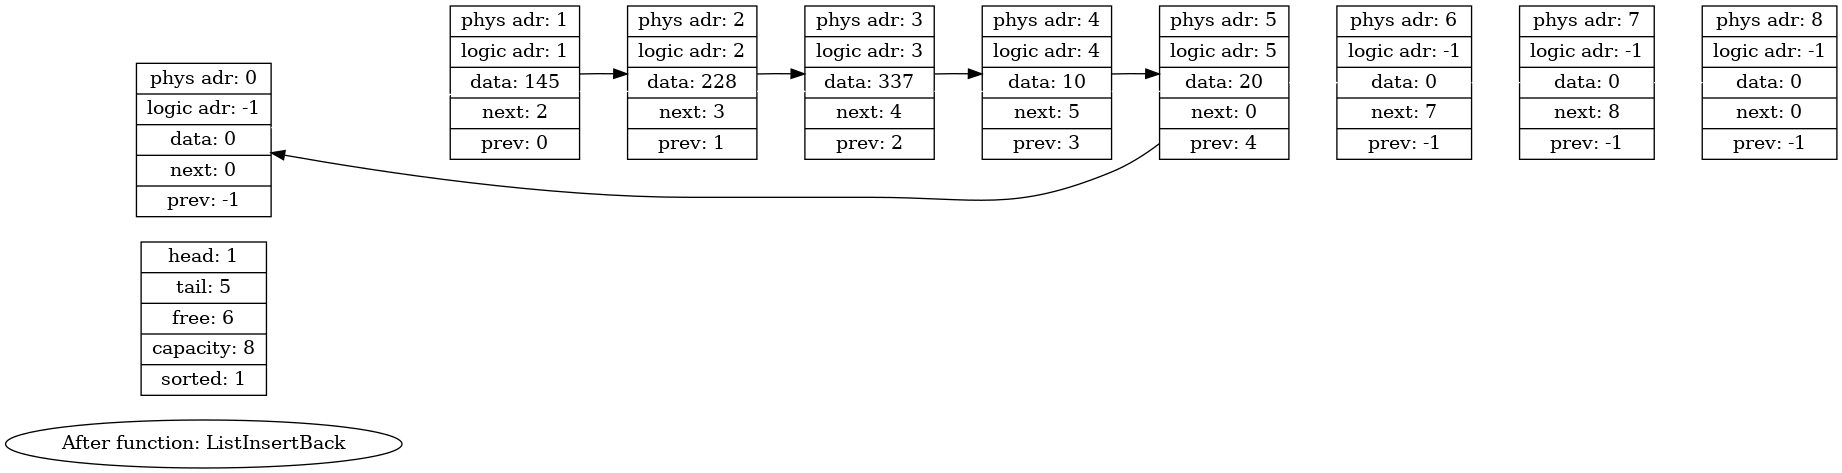 phys adr: 0
logic adr: -1
data: 0
next: 0
prev: -1
phys adr: 1
logic adr: 1
data: 145
next: 2
prev: 0
phys adr: 2
logic adr: 2
data: 228
next: 3
prev: 1
phys adr: 3
logic adr: 3
data: 337
next: 4
prev: 2
phys adr: 4
logic adr: 4
data: 10
next: 5
prev: 3
phys adr: 5
logic adr: 5
data: 20
next: 0
prev: 4
phys adr: 6
logic adr: -1
data: 0
next: 7
prev: -1
phys adr: 7
logic adr: -1
data: 0
next: 8
prev: -1
phys adr: 8
logic adr: -1
data: 0
next: 0
prev: -1
head: 1
tail: 5
free: 6
capacity: 8
sorted: 1
After function: ListInsertBack